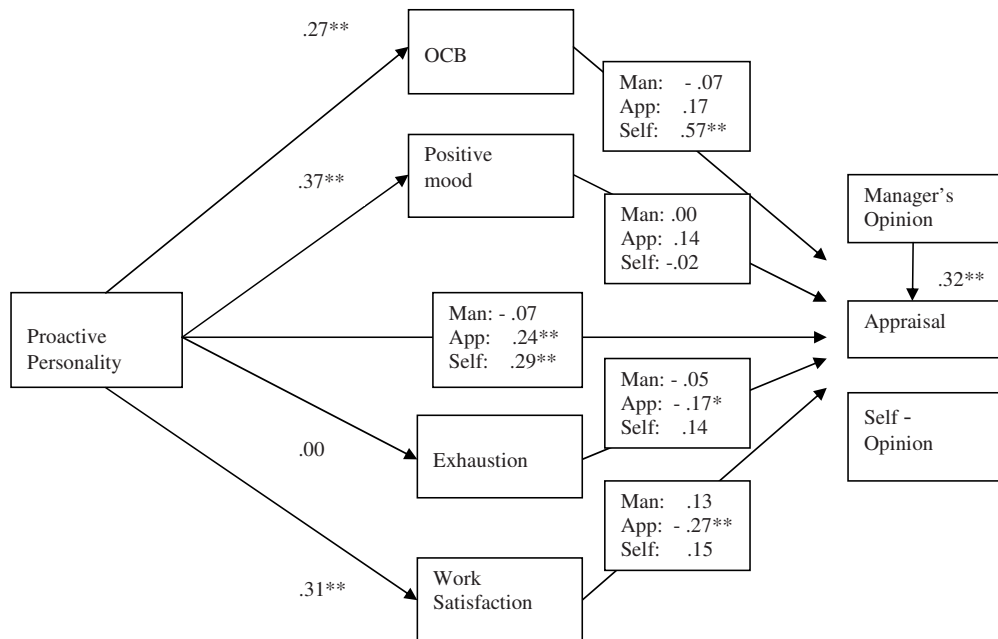 .27**
OCB
Man: - .07
App: .17
Self: .57**
.37**
Positive
mood
Man: .00
App: .14
Self: -.02
Manager's
Opinion
.32**
Proactive
Personality
Man: - .07
App: .24**
Self: .29**
Appraisal
Man: - .05
App: - .17*
Self: .14
.00
Exhaustion
Self -
Opinion
Man: .13
App: - .27**
Self: .15
.31**
Work
Satisfaction